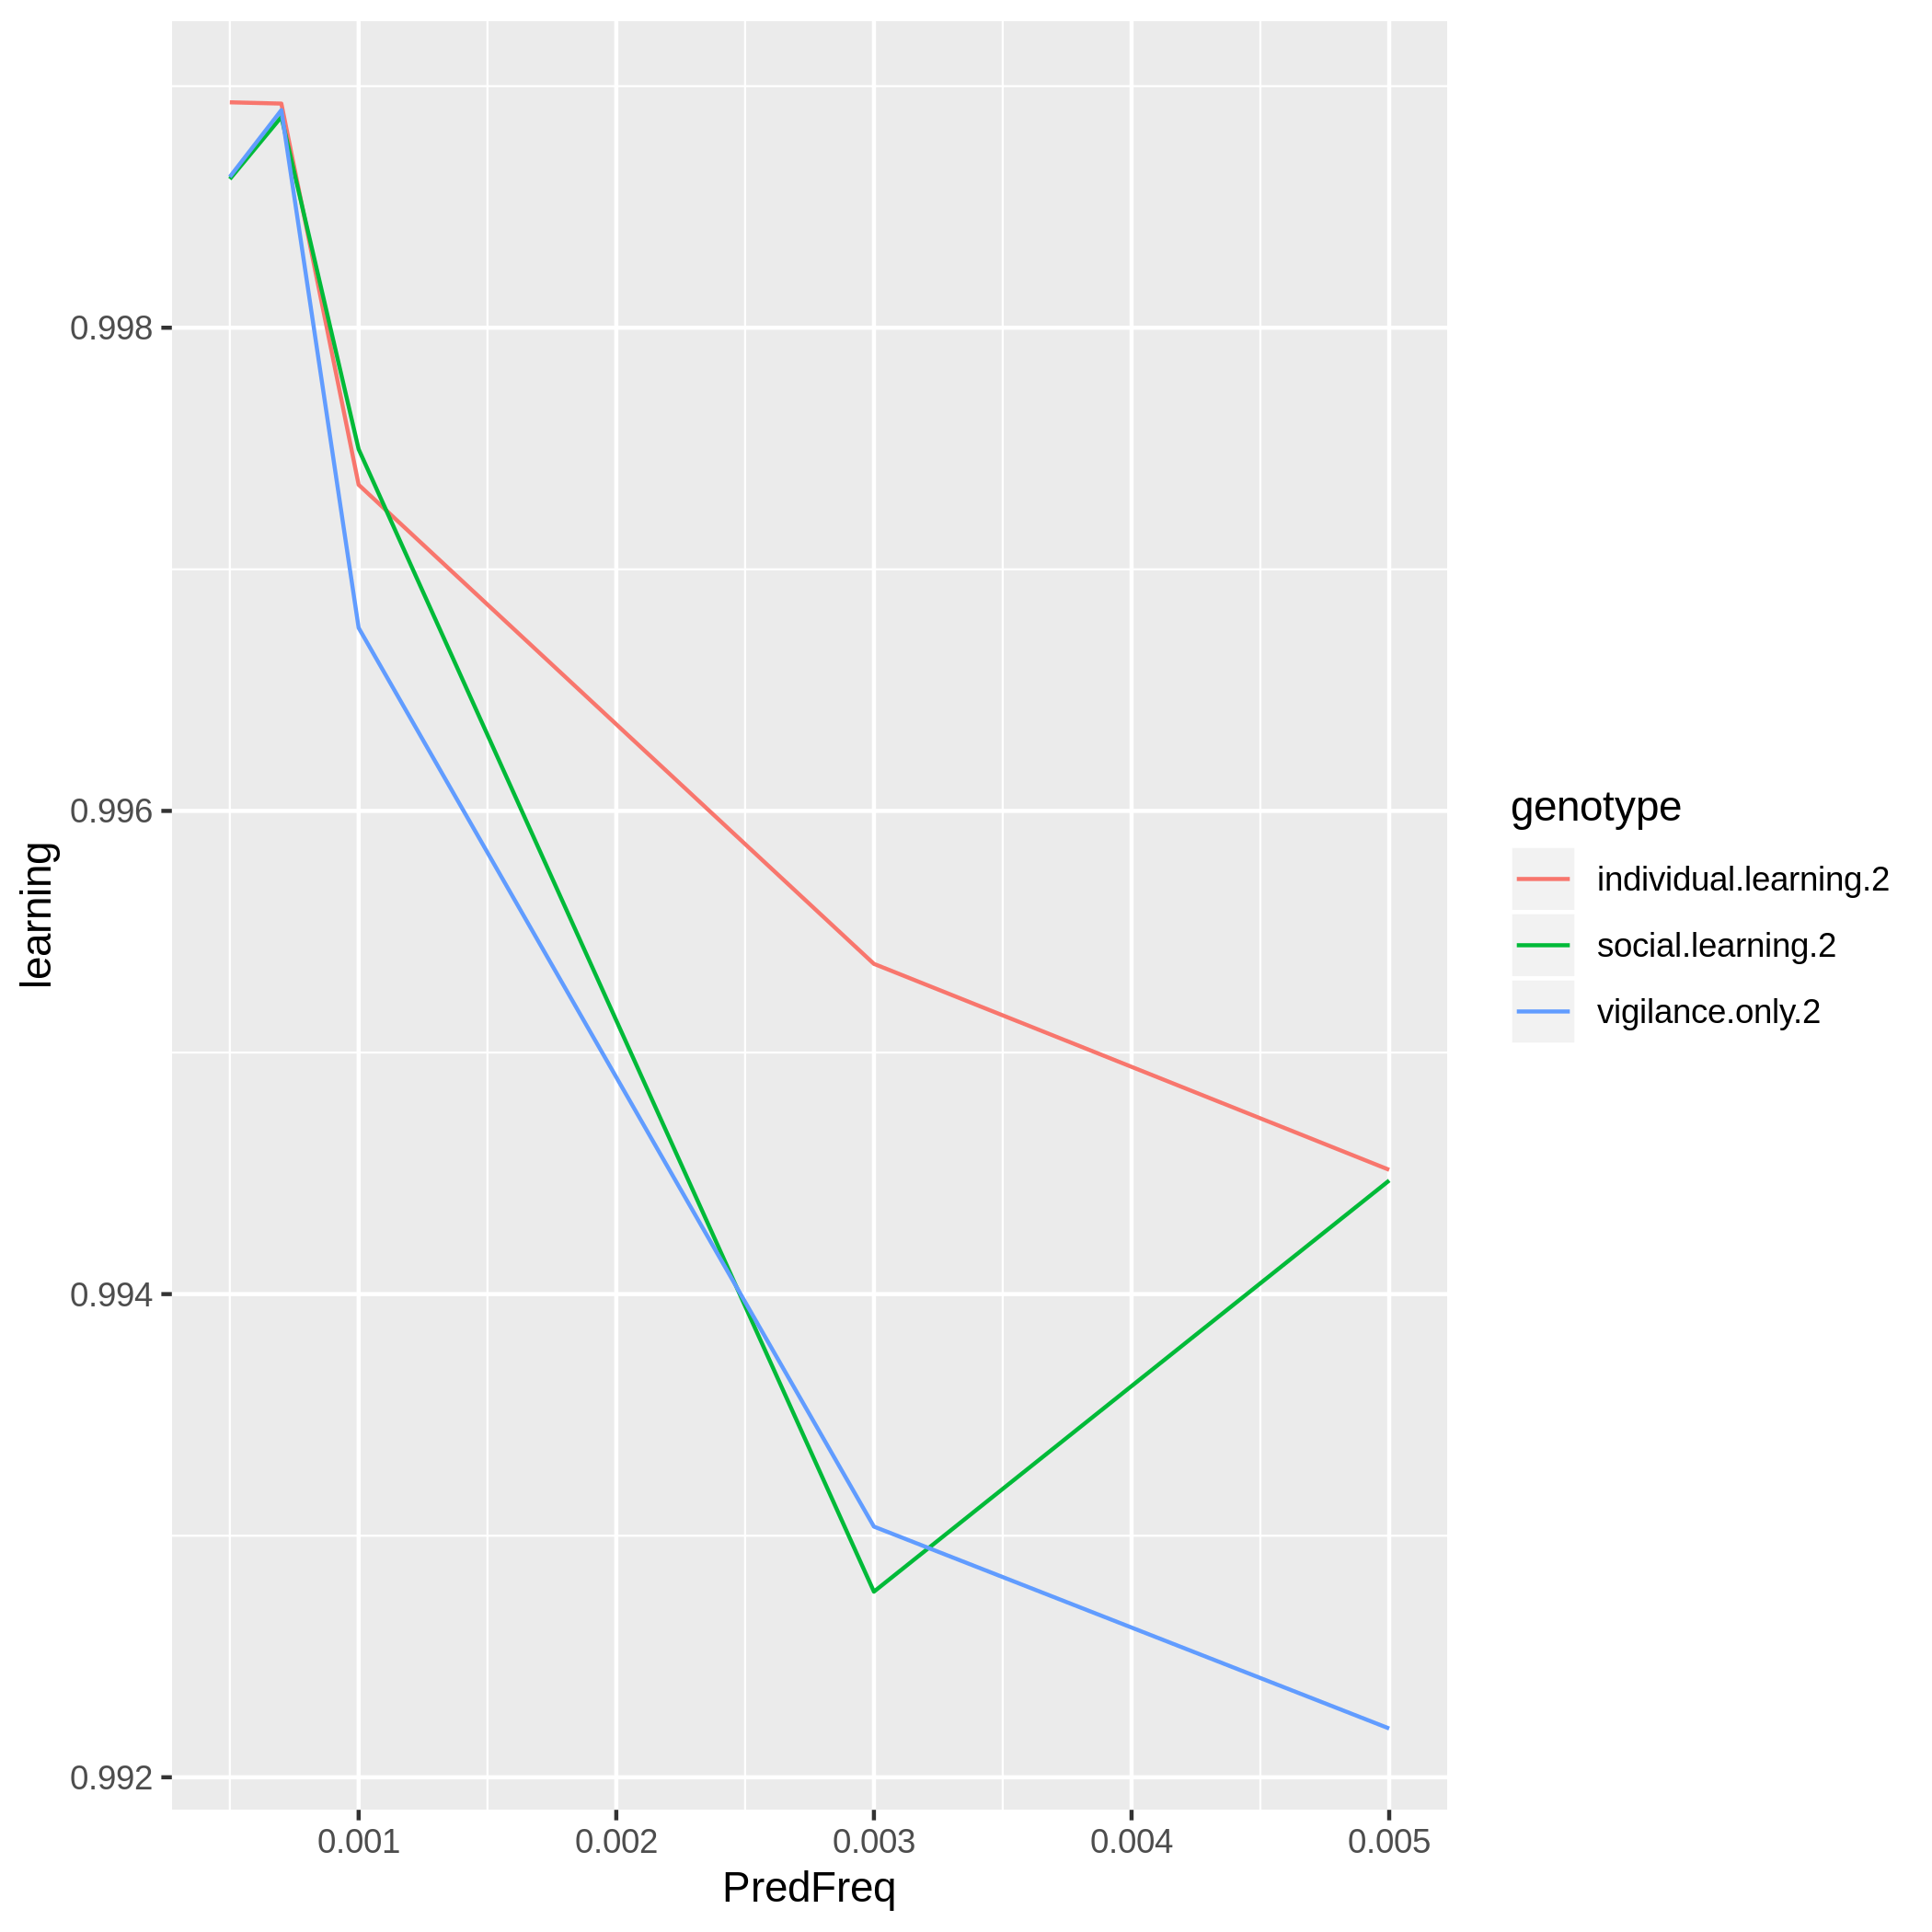 0.998
0.996
0.994
0.992
learning
0.001
0.002
0.003
0.004
0.005
PredFreq
genotype
individual.learning.2
social.learning.2
vigilance.only.2